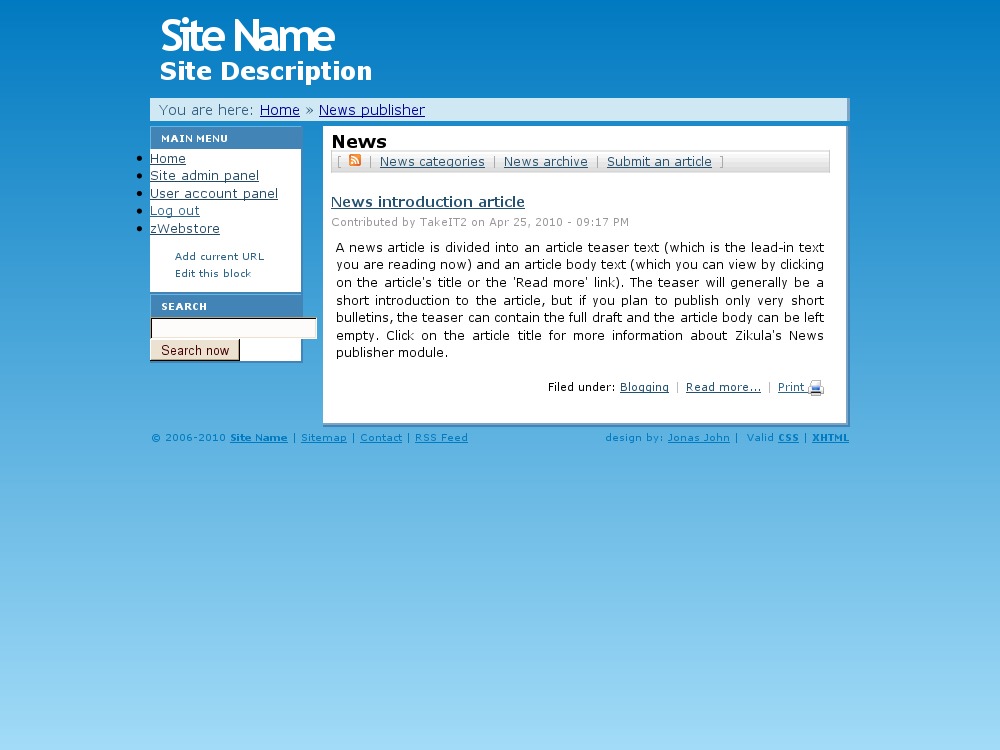 Site Name
Site Description
You are here: Home » News publisher
MAIN MENU
Home
Site admin panel
User account panel
Log out
zWebstore
Add current URL
Edit this block
SEARCH
Search now
News
[ | News categories | News archive | Submit an article ]
News introduction article
Contributed by TakeIT2 on Apr 25, 2010 - 09:17 PM
A news article is divided into an article teaser text (which is the lead-in text
you are reading now) and an article body text (which you can view by clicking
on the article's title or the 'Read more' link). The teaser will generally be a
short introduction to the article, but if you plan to publish only very short
bulletins, the teaser can contain the full draft and the article body can be left
empty. Click on the article title for more information about Zikula's News
publisher module.
Filed under: Blogging | Read more... | Print
© 2006-2010 Site Name | Sitemap | Contact | RSS Feed
design by: Jonas John | Valid CSS | XHTML